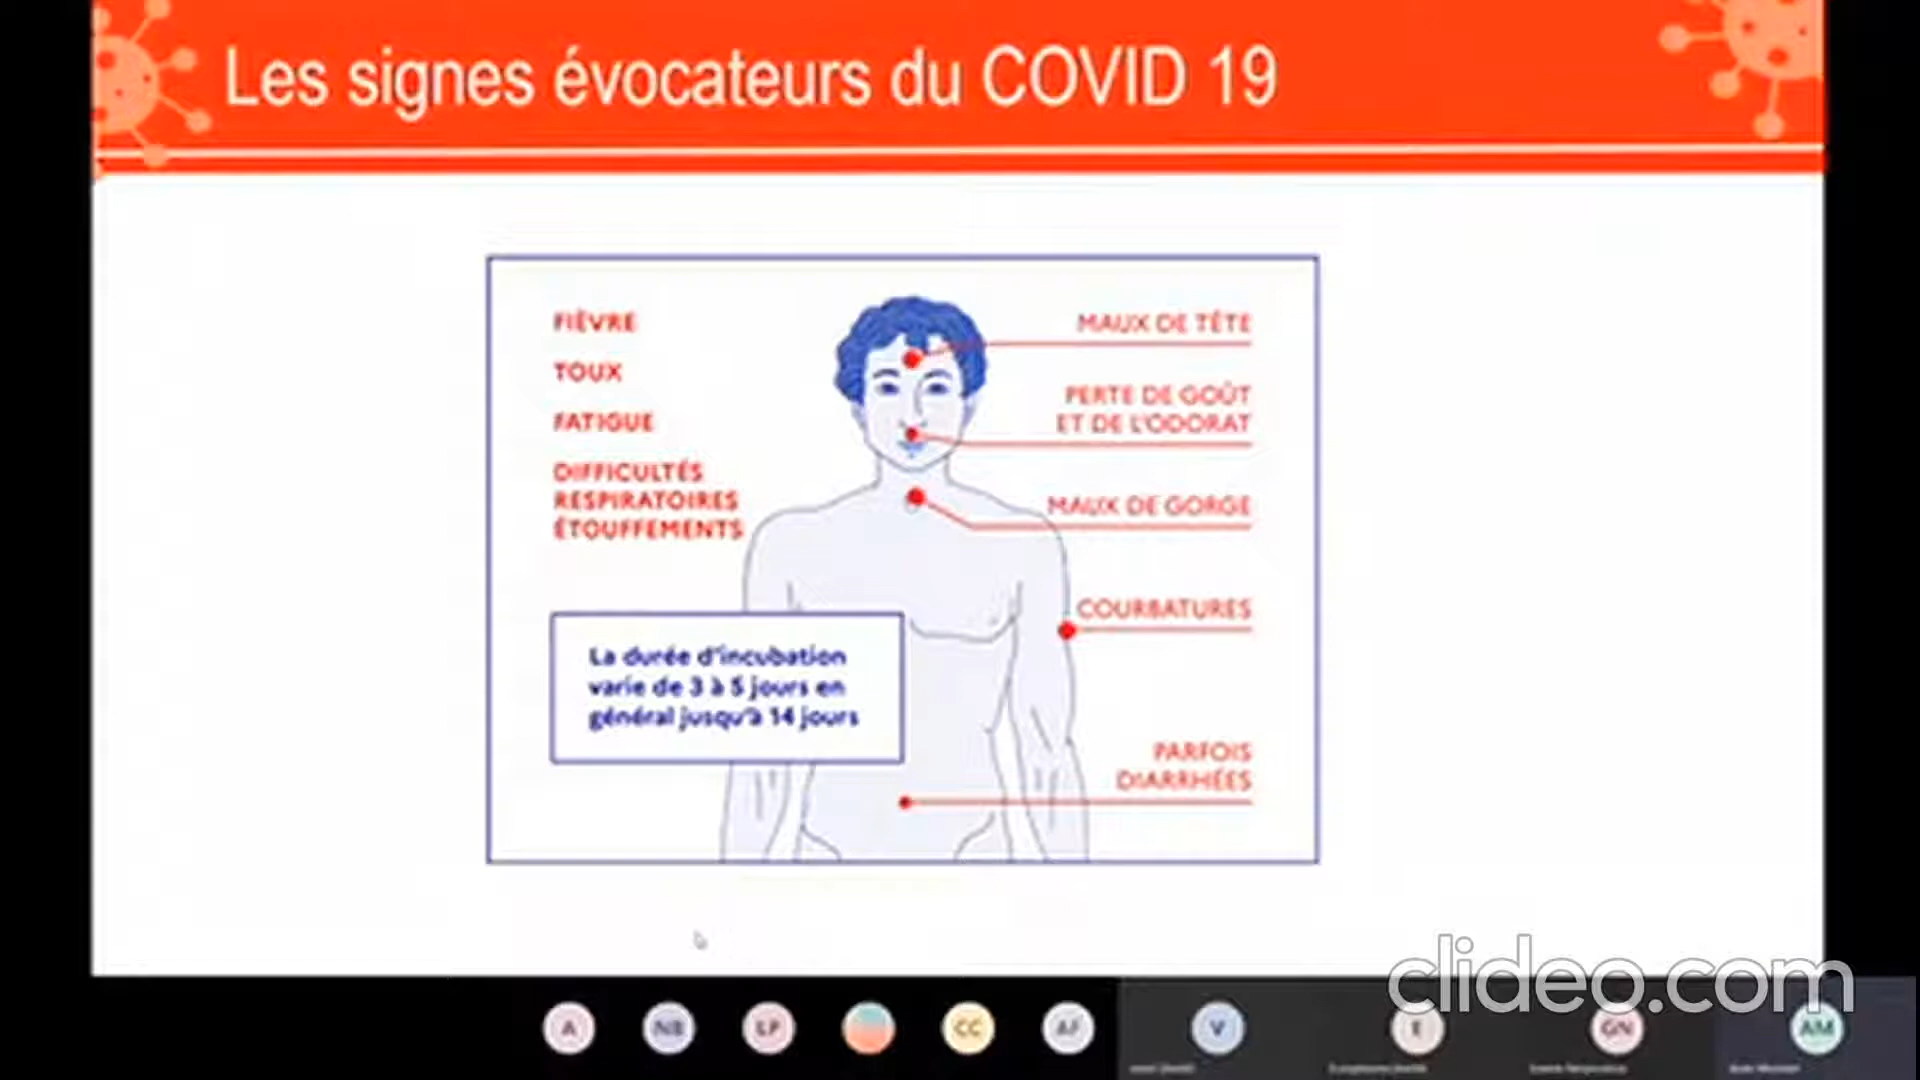 Les signes évocateurs du COVID 19
FIÈVRE
TOUX
FATIGUE
DIFFICULTÉS
RESPIRATOIRES
ÉTOUFFEMENTS
MAUX DE TÊTE
PERTE DE GOÛT
ET DE L'ODORAT
MAUX DE GORGE
COURBATURES
PARFOIS
DIARRHÉES
La durée d'incubation
varie de 3 à 5 jours en
général jusqu'à 14 jours
clideo.com
A
NB
LP
CC
AF
V
E
GN
AM